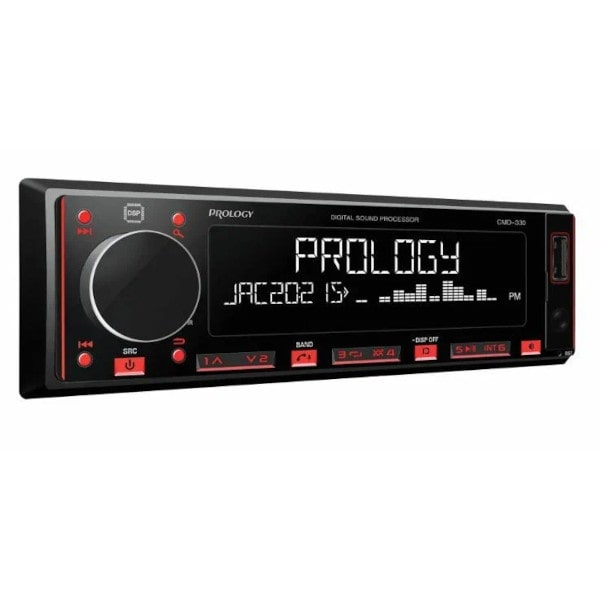 DSP
PROLOGY
DIGITAL SOUND PROCESSOR
CMD-330
PROLOGY
JAC202 15>
PM
SRC
BAND
DISP OFF
1 ᐱ
ᐯ 2
3
4
5
INT 6